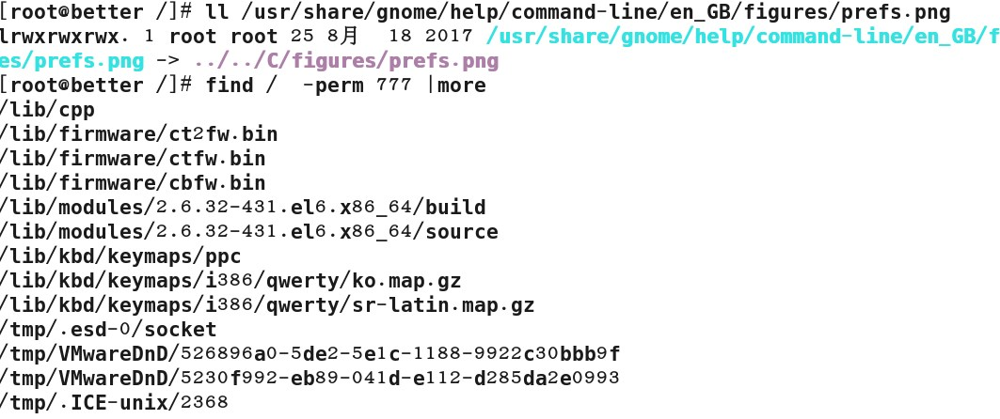 [root@better /]# ll /usr/share/gnome/help/command-line/en_GB/figures/prefs.png
lrwxrwxrwx. 1 root root 25 8月  18 2017 /usr/share/gnome/help/command-line/en_GB/f
es/prefs.png -> ../../C/figures/prefs.png
[root@better /]# find /  -perm 777 |more
/lib/cpp
/lib/firmware/ct2fw.bin
/lib/firmware/ctfw.bin
/lib/firmware/cbfw.bin
/lib/modules/2.6.32-431.el6.x86_64/build
/lib/modules/2.6.32-431.el6.x86_64/source
/lib/kbd/keymaps/ppc
/lib/kbd/keymaps/i386/qwerty/ko.map.gz
/lib/kbd/keymaps/i386/qwerty/sr-latin.map.gz
/tmp/.esd-0/socket
/tmp/VMwareDnD/526896a0-5de2-5e1c-1188-9922c30bbb9f
/tmp/VMwareDnD/5230f992-eb89-041d-e112-d285da2e0993
/tmp/.ICE-unix/2368